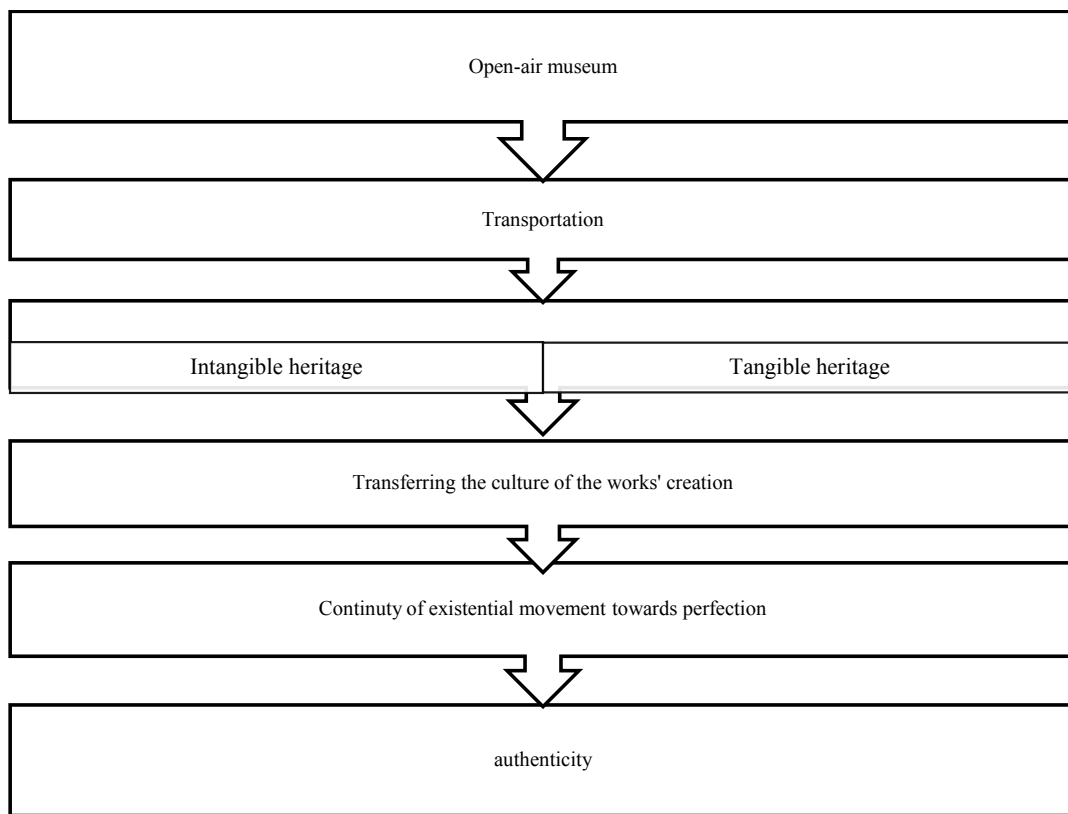 Open-air museum
Transportation
Intangible heritage
Tangible heritage
Transferring the culture of the works' creation
Continuty of existential movement towards perfection
authenticity